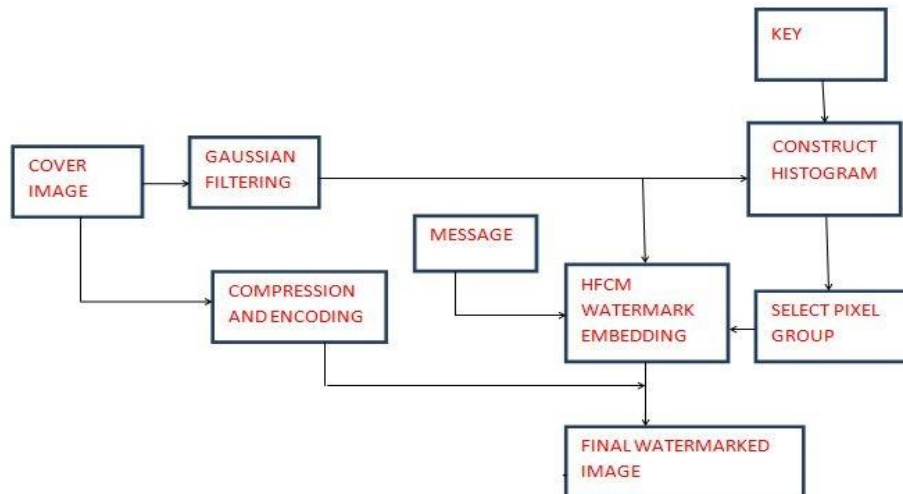 KEY
COVER
IMAGE
GAUSSIAN
FILTERING
CONSTRUCT
HISTOGRAM
MESSAGE
COMPRESSION
AND ENCODING
HFCM
WATERMARK
EMBEDDING
SELECT PIXEL
GROUP
FINAL WATERMARKED
IMAGE